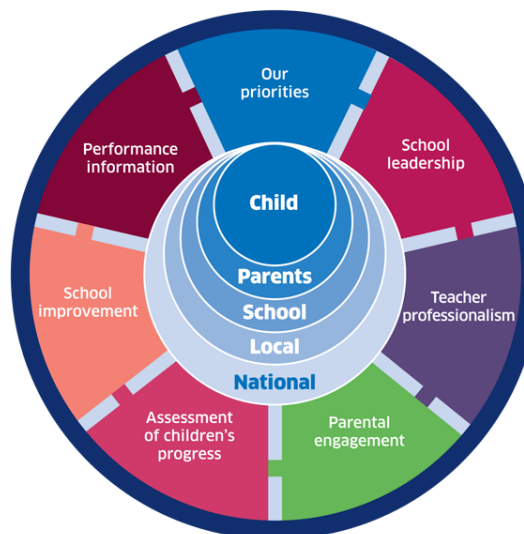 Our
priorities
School
leadership
Teacher
professionalism
Parental
engagement
Assessment
of children's
progress
School
improvement
Performance
information
Child
Parents
School
Local
National